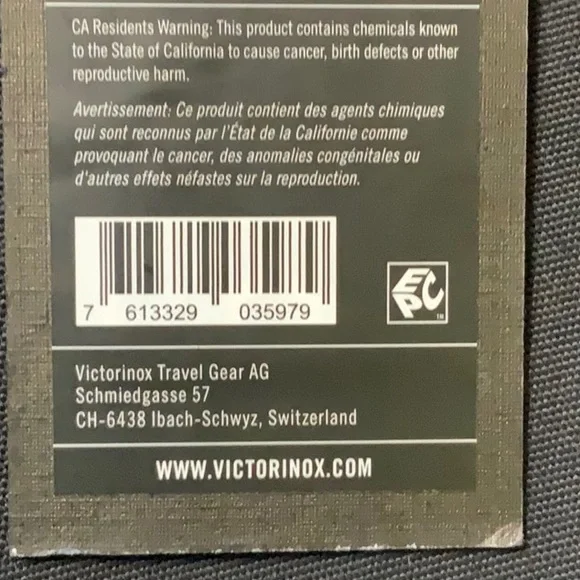 CA Residents Warning: This product contains chemicals known
to the State of California to cause cancer, birth defects or other
reproductive harm.
Avertissement: Ce produit contient des agents chimiques
qui sont reconnus par l'État de la Californie comme
provoquant le cancer, des anomalies congénitales ou
d'autres effets néfastes sur la reproduction.
7 613329 035979
EPC
TM
Victorinox Travel Gear AG
Schmiedgasse 57
CH-6438 Ibach-Schwyz, Switzerland
WWW.VICTORINOX.COM